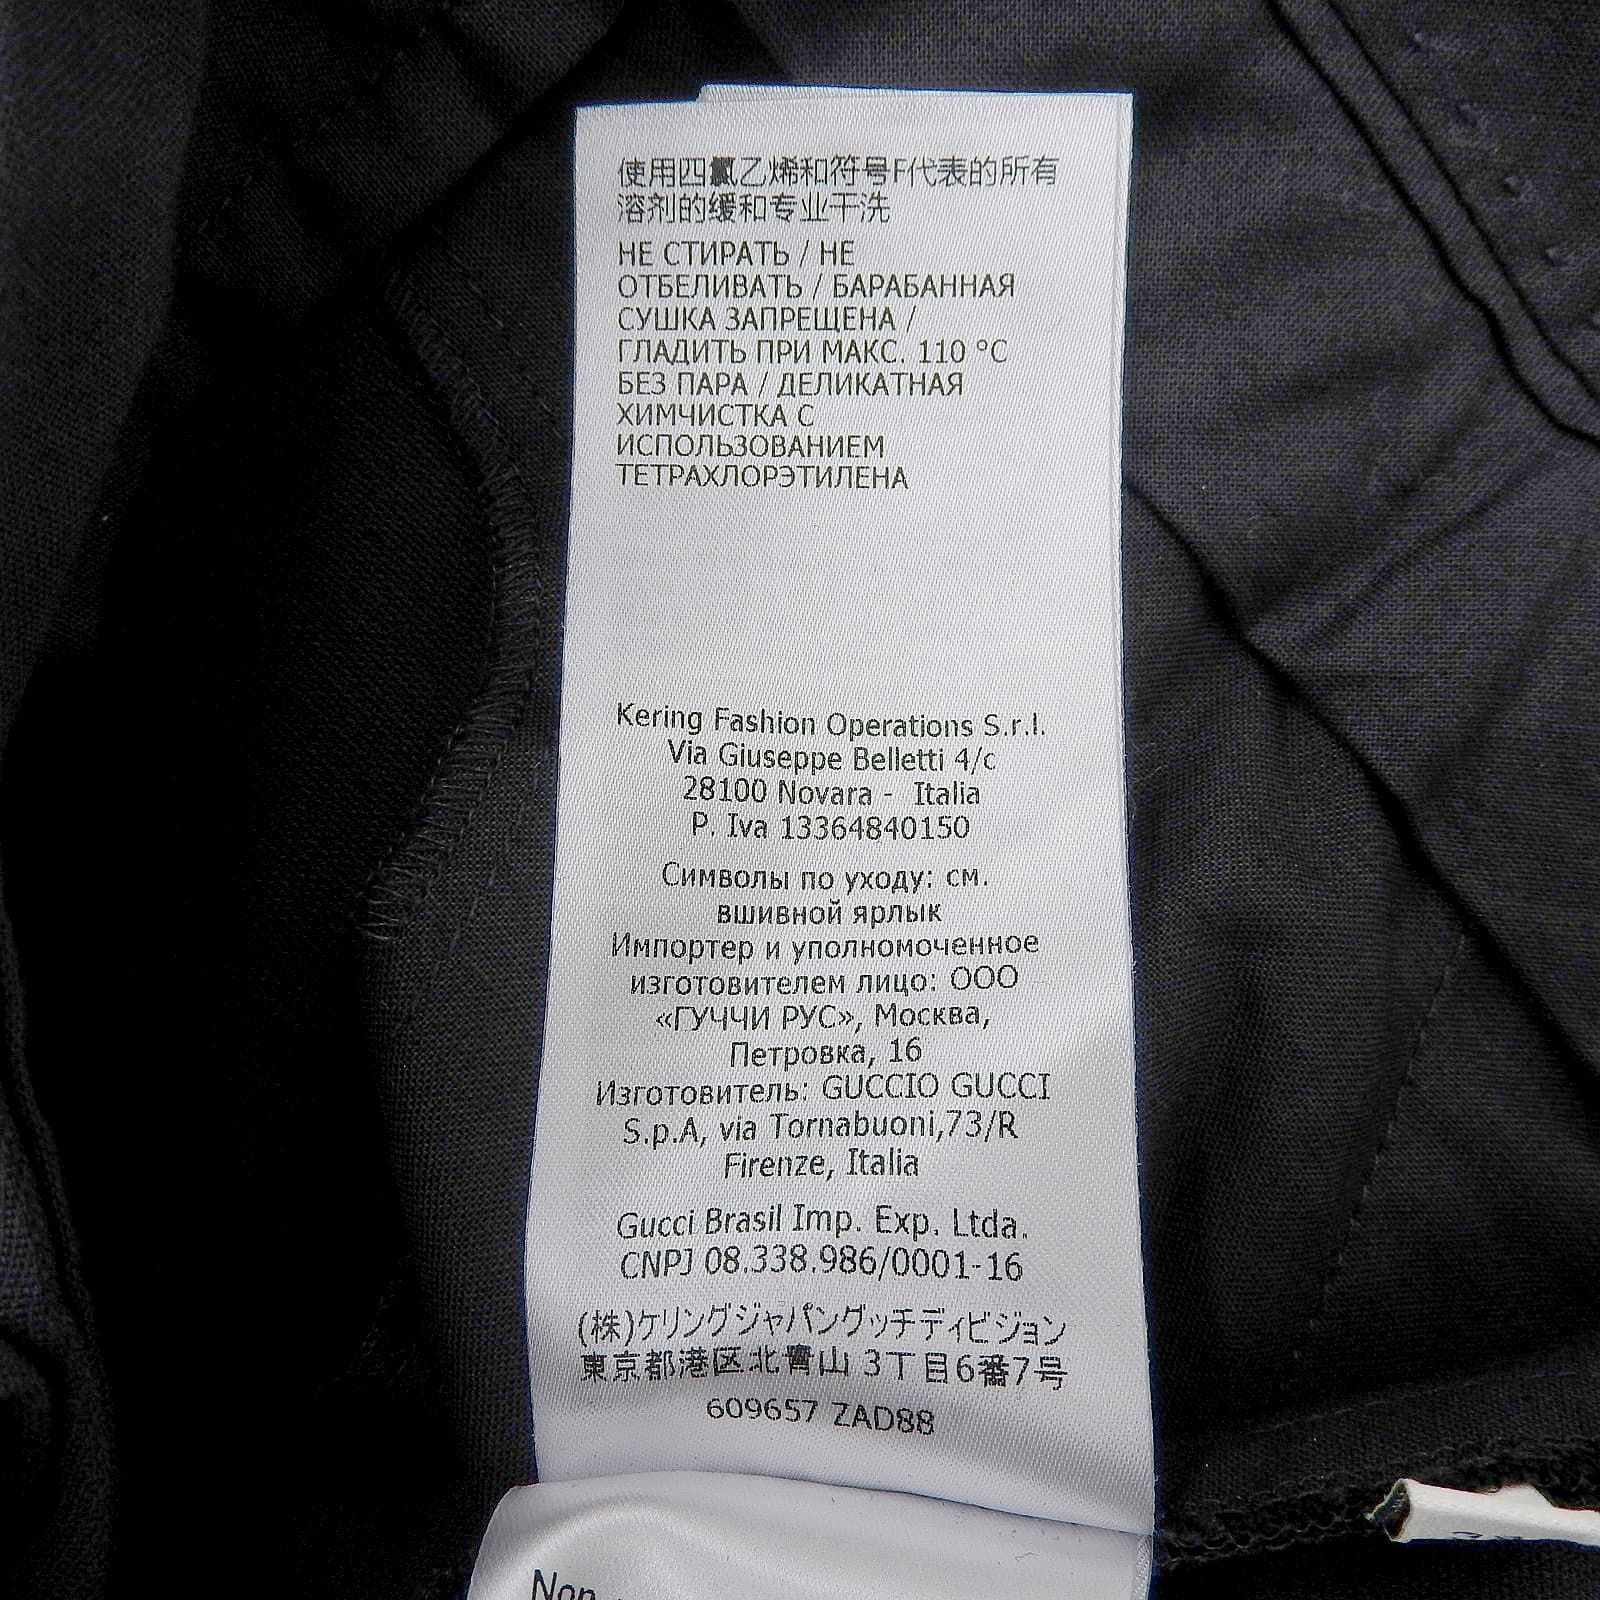 使用四氯乙烯和符号F代表的所有
溶剂的缓和专业干洗
НЕ СТИРАТЬ / НЕ
ОТБЕЛИВАТЬ / БАРАБАННАЯ
СУШКА ЗАПРЕЩЕНА /
ГЛАДИТЬ ПРИ МАКС. 110 °C
БЕЗ ПАРА / ДЕЛИКАТНАЯ
ХИМЧИСТКА С
ИСПОЛЬЗОВАНИЕМ
ТЕТРАХЛОРЭТИЛЕНА
Kering Fashion Operations S.r.l.
Via Giuseppe Belletti 4/c
28100 Novara - Italia
P. Iva 13364840150
Символы по уходу: см.
вшивной ярлык
Импортер и уполномоченное
изготовителем лицо: ООО
«ГУЧЧИ РУС», Москва,
Петровка, 16
Изготовитель: GUCCIO GUCCI
S.p.A, via Tornabuoni,73/R
Firenze, Italia
Gucci Brasil Imp. Exp. Ltda.
CNPJ 08.338.986/0001-16
(株)ケリングジャパングッチディビジョン
東京都港区北青山 3丁目6番7号
609657 ZAD88
Non